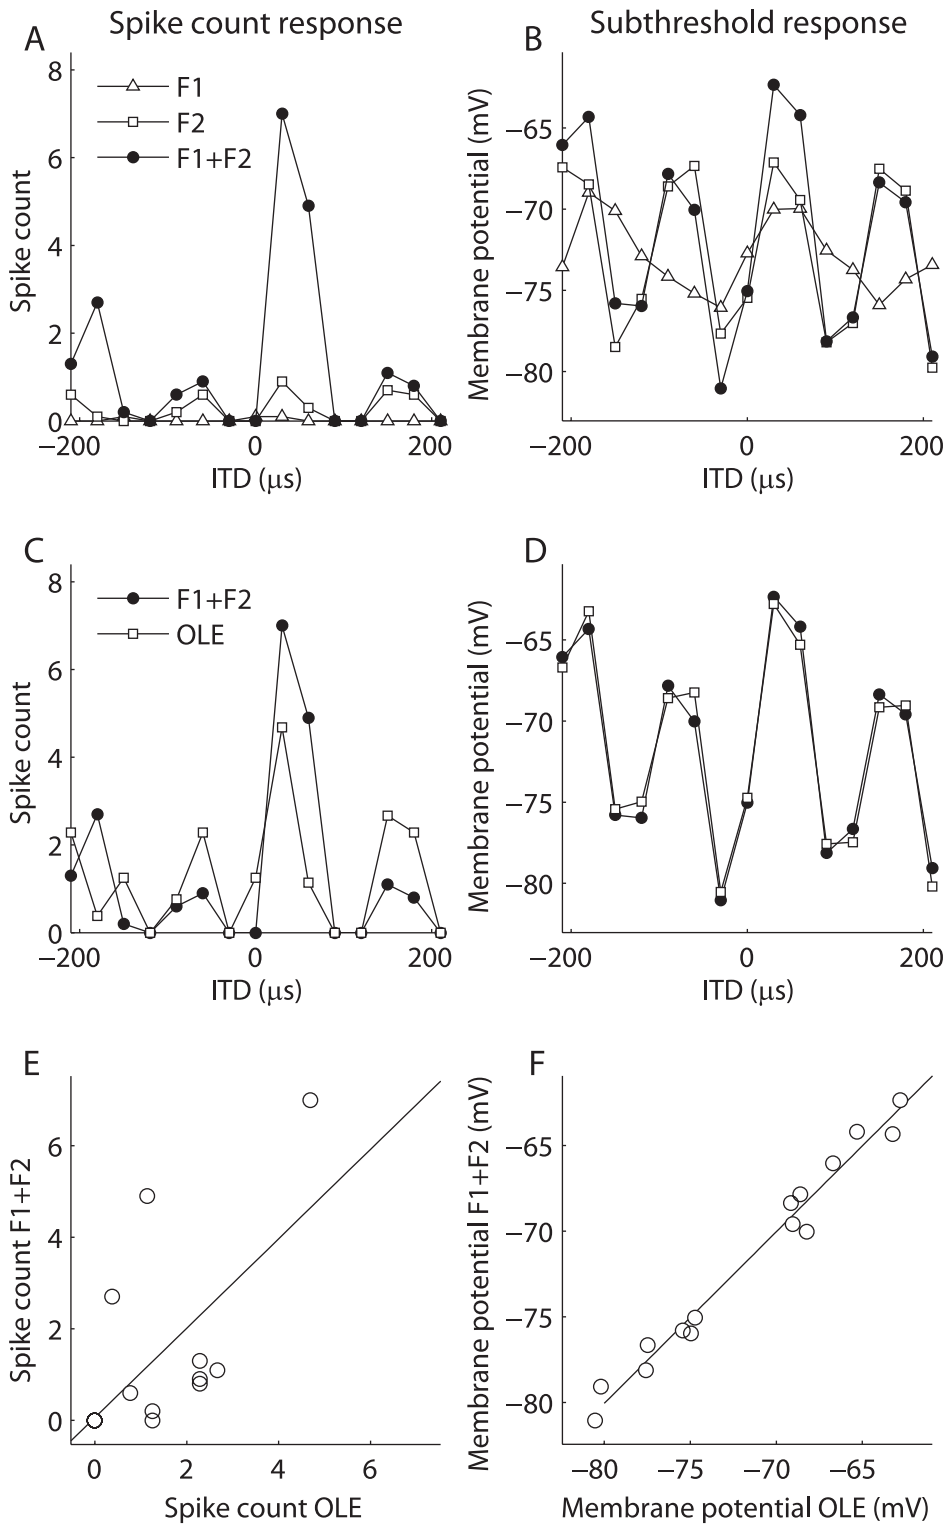 A
Spike count response
B
Subthreshold response
8
6
4
2
0
Spike count
F1
F2
F1+F2
−200
0
200
ITD (μs)
−65
−70
−75
−80
Membrane potential (mV)
−200
0
200
ITD (μs)
C
8
6
4
2
0
Spike count
F1+F2
OLE
−200
0
200
ITD (μs)
D
−65
−70
−75
−80
Membrane potential (mV)
−200
0
200
ITD (μs)
E
6
4
2
0
Spike count F1+F2
0
2
4
6
Spike count OLE
F
−65
−70
−75
−80
Membrane potential F1+F2 (mV)
−80
−75
−70
−65
Membrane potential OLE (mV)